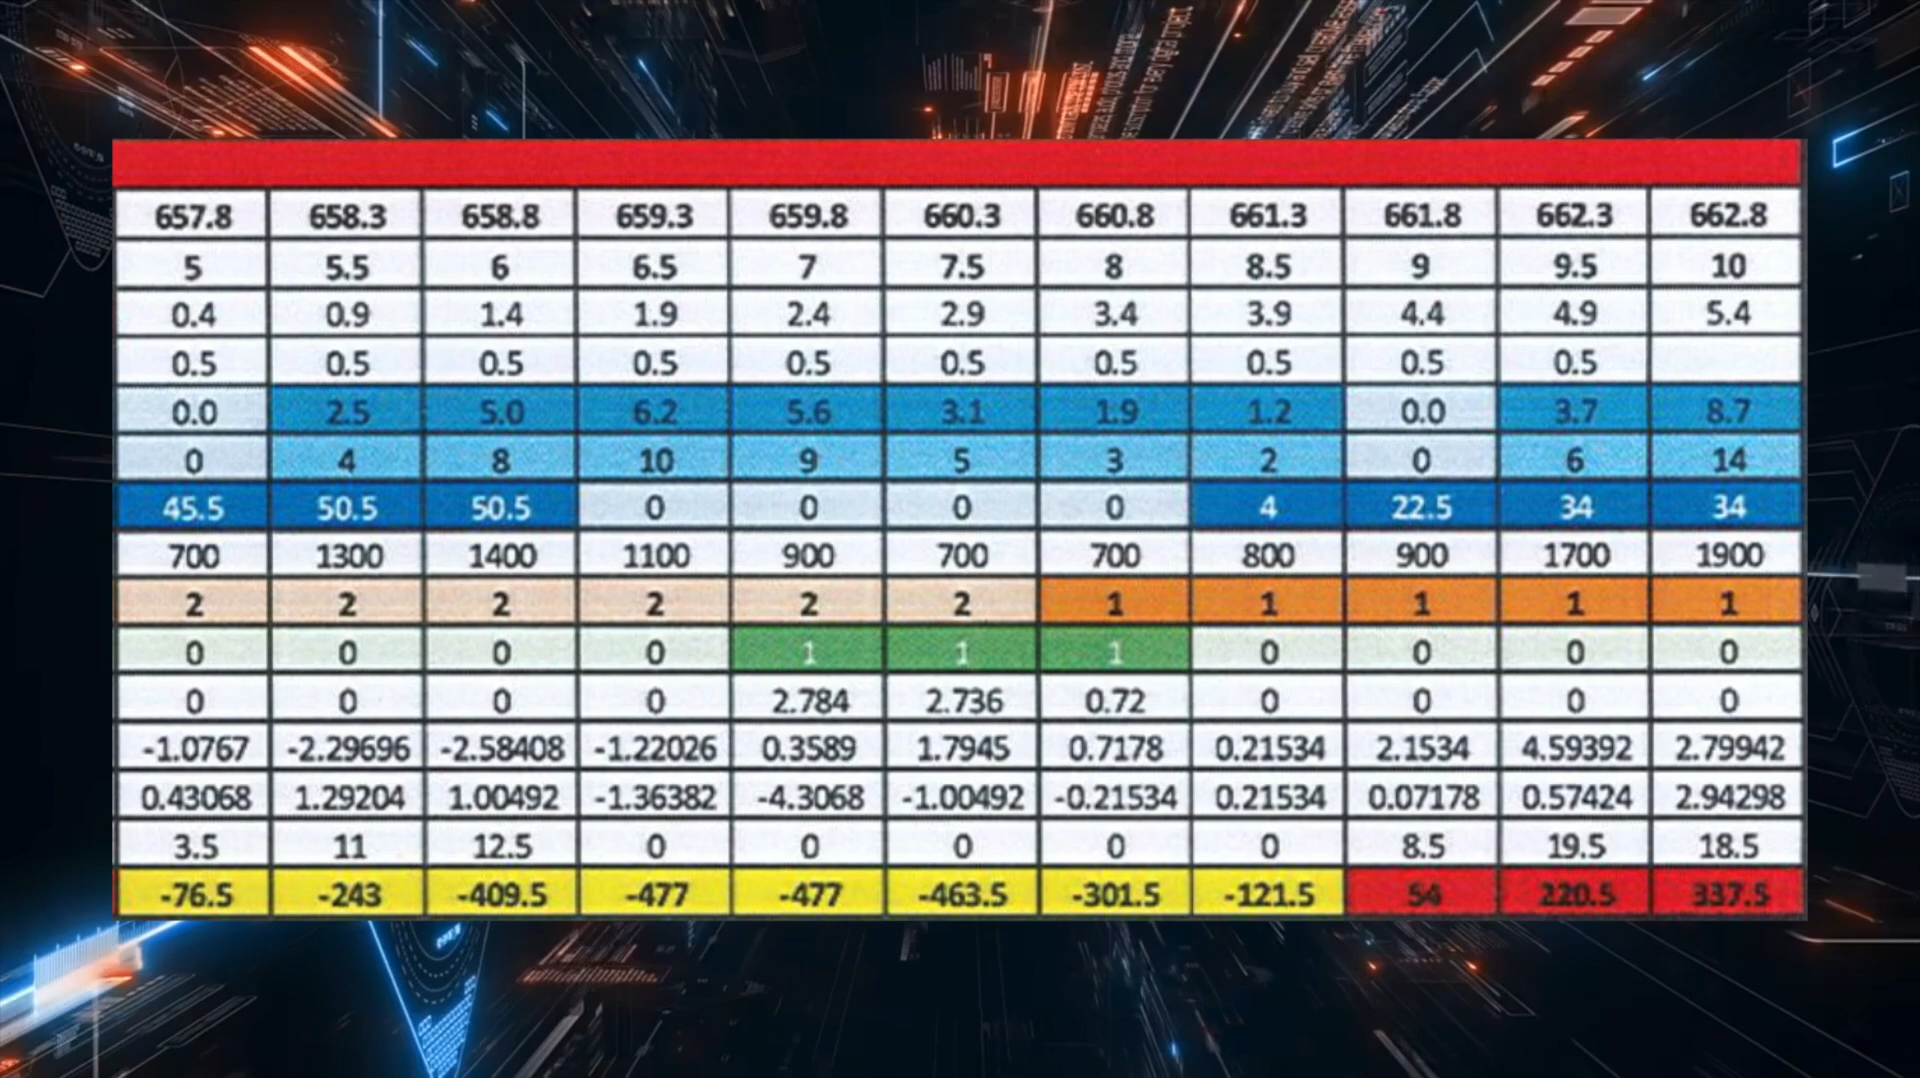 657.8 658.3 658.8 659.3 659.8 660.3 660.8 661.3 661.8 662.3 662.8
5 5.5 6 6.5 7 7.5 8 8.5 9 9.5 10
0.4 0.9 1.4 1.9 2.4 2.9 3.4 3.9 4.4 4.9 5.4
0.5 0.5 0.5 0.5 0.5 0.5 0.5 0.5 0.5 0.5
0.0 2.5 5.0 6.2 5.6 3.1 1.9 1.2 0.0 3.7 8.7
0 4 8 10 9 5 3 2 0 6 14
45.5 50.5 50.5 0 0 0 0 4 22.5 34 34
700 1300 1400 1100 900 700 700 800 900 1700 1900
2 2 2 2 2 2 1 1 1 1 1
0 0 0 0 1 1 1 0 0 0 0
0 0 0 0 2.784 2.736 0.72 0 0 0 0
-1.0767 -2.29696 -2.58408 -1.22026 0.3589 1.7945 0.7178 0.21534 2.1534 4.59392 2.79942
0.43068 1.29204 1.00492 -1.36382 -4.3068 -1.00492 -0.21534 0.21534 0.07178 0.57424 2.94298
3.5 11 12.5 0 0 0 0 0 8.5 19.5 18.5
-76.5 -243 -409.5 -477 -477 -463.5 -301.5 -121.5 54 220.5 337.5